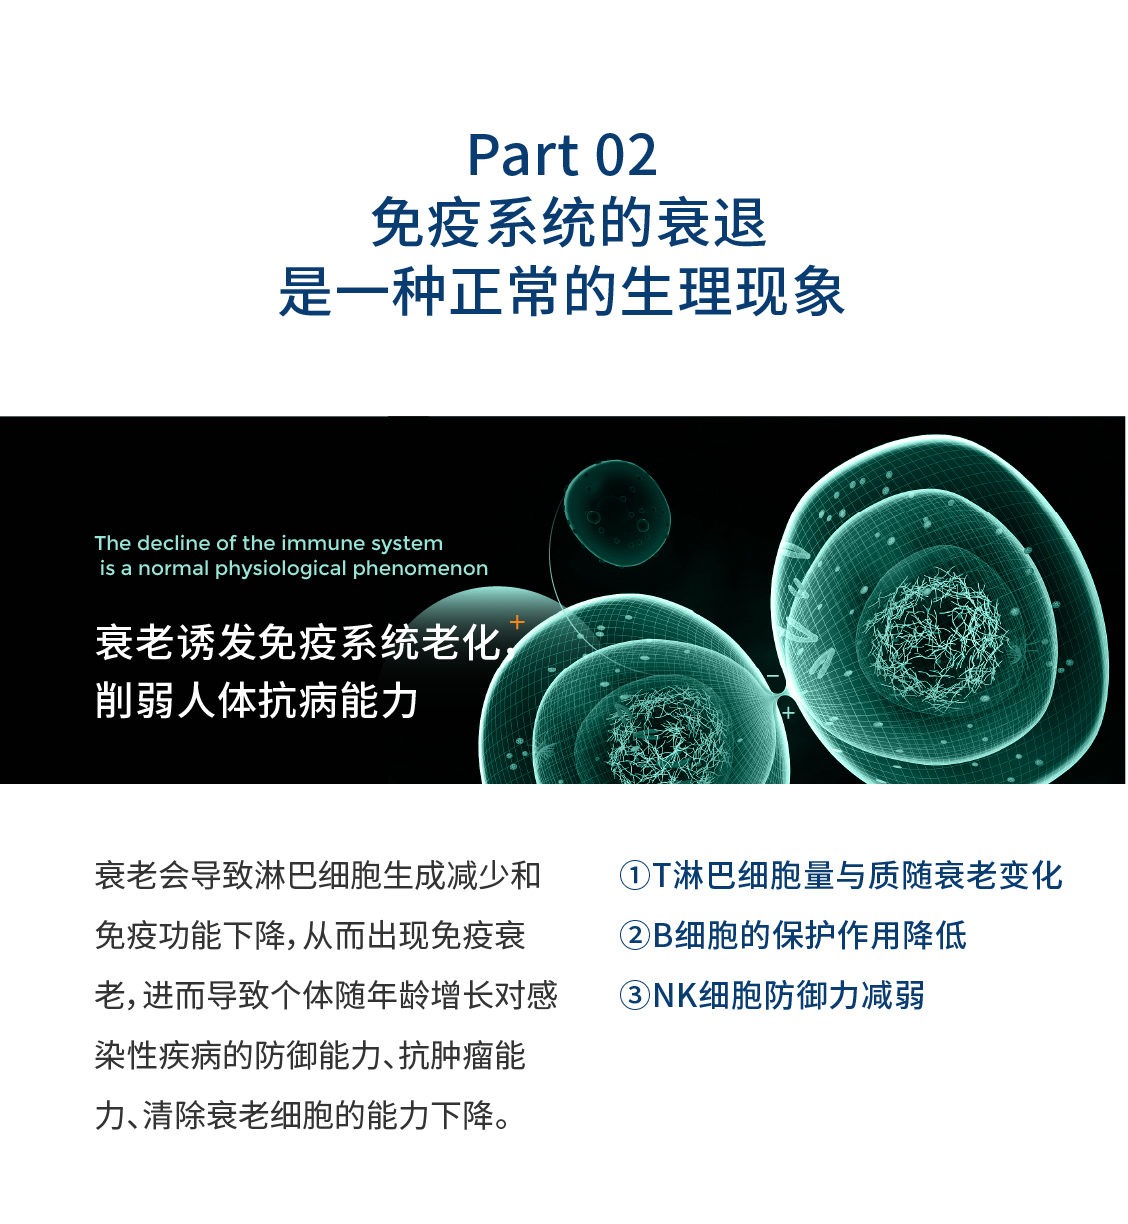 Part 02
免疫系统的衰退
是一种正常的生理现象
The decline of the immune system
is a normal physiological phenomenon
衰老诱发免疫系统老化,
削弱人体抗病能力
衰老会导致淋巴细胞生成减少和
免疫功能下降，从而出现免疫衰
老，进而导致个体随年龄增长对感
染性疾病的防御能力、抗肿瘤能
力、清除衰老细胞的能力下降。
①T淋巴细胞量与质随衰老变化
②B细胞的保护作用降低
③NK细胞防御力减弱